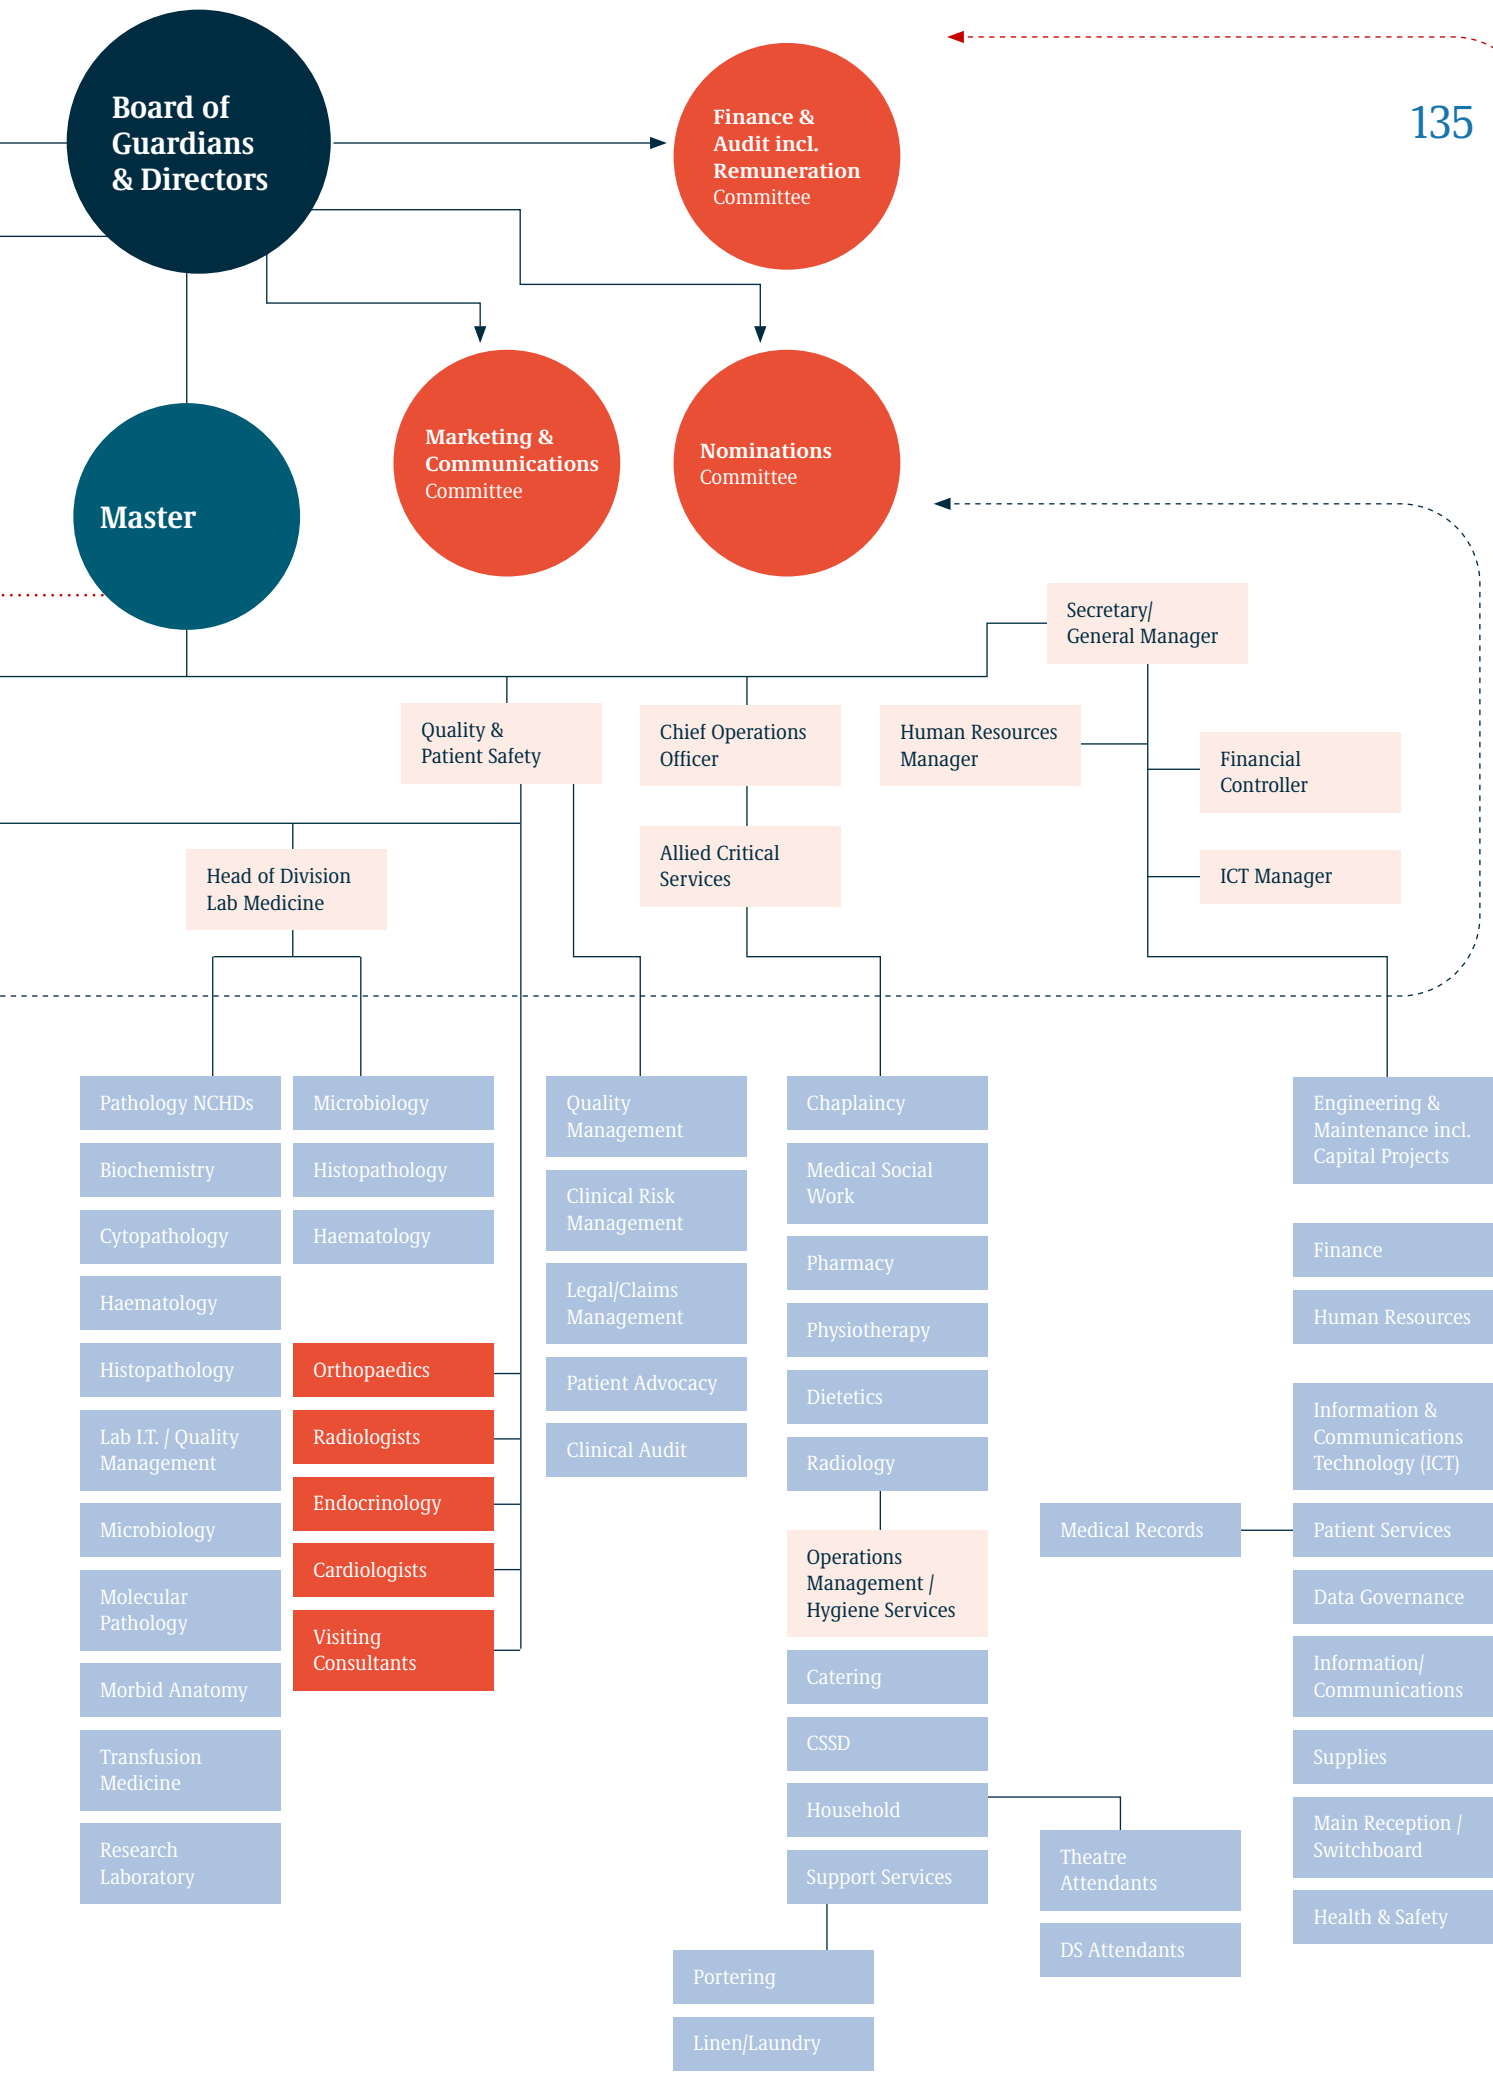 135
Board of
Guardians
& Directors
Finance &
Audit incl.
Remuneration
Committee
Marketing &
Communications
Committee
Nominations
Committee
Master
Secretary/
General Manager
Quality &
Patient Safety
Chief Operations
Officer
Human Resources
Manager
Financial
Controller
Allied Critical
Services
ICT Manager
Head of Division
Lab Medicine
Pathology NCHDs
Biochemistry
Cytopathology
Haematology
Histopathology
Lab I.T. / Quality
Management
Microbiology
Molecular
Pathology
Morbid Anatomy
Transfusion
Medicine
Research
Laboratory
Microbiology
Histopathology
Haematology
Orthopaedics
Radiologists
Endocrinology
Cardiologists
Visiting
Consultants
Quality
Management
Clinical Risk
Management
Legal/Claims
Management
Patient Advocacy
Clinical Audit
Chaplaincy
Medical Social
Work
Pharmacy
Physiotherapy
Dietetics
Radiology
Operations
Management /
Hygiene Services
Catering
CSSD
Household
Support Services
Portering
Linen/Laundry
Medical Records
Theatre
Attendants
DS Attendants
Engineering &
Maintenance incl.
Capital Projects
Finance
Human Resources
Information &
Communications
Technology (ICT)
Patient Services
Data Governance
Information/
Communications
Supplies
Main Reception /
Switchboard
Health & Safety